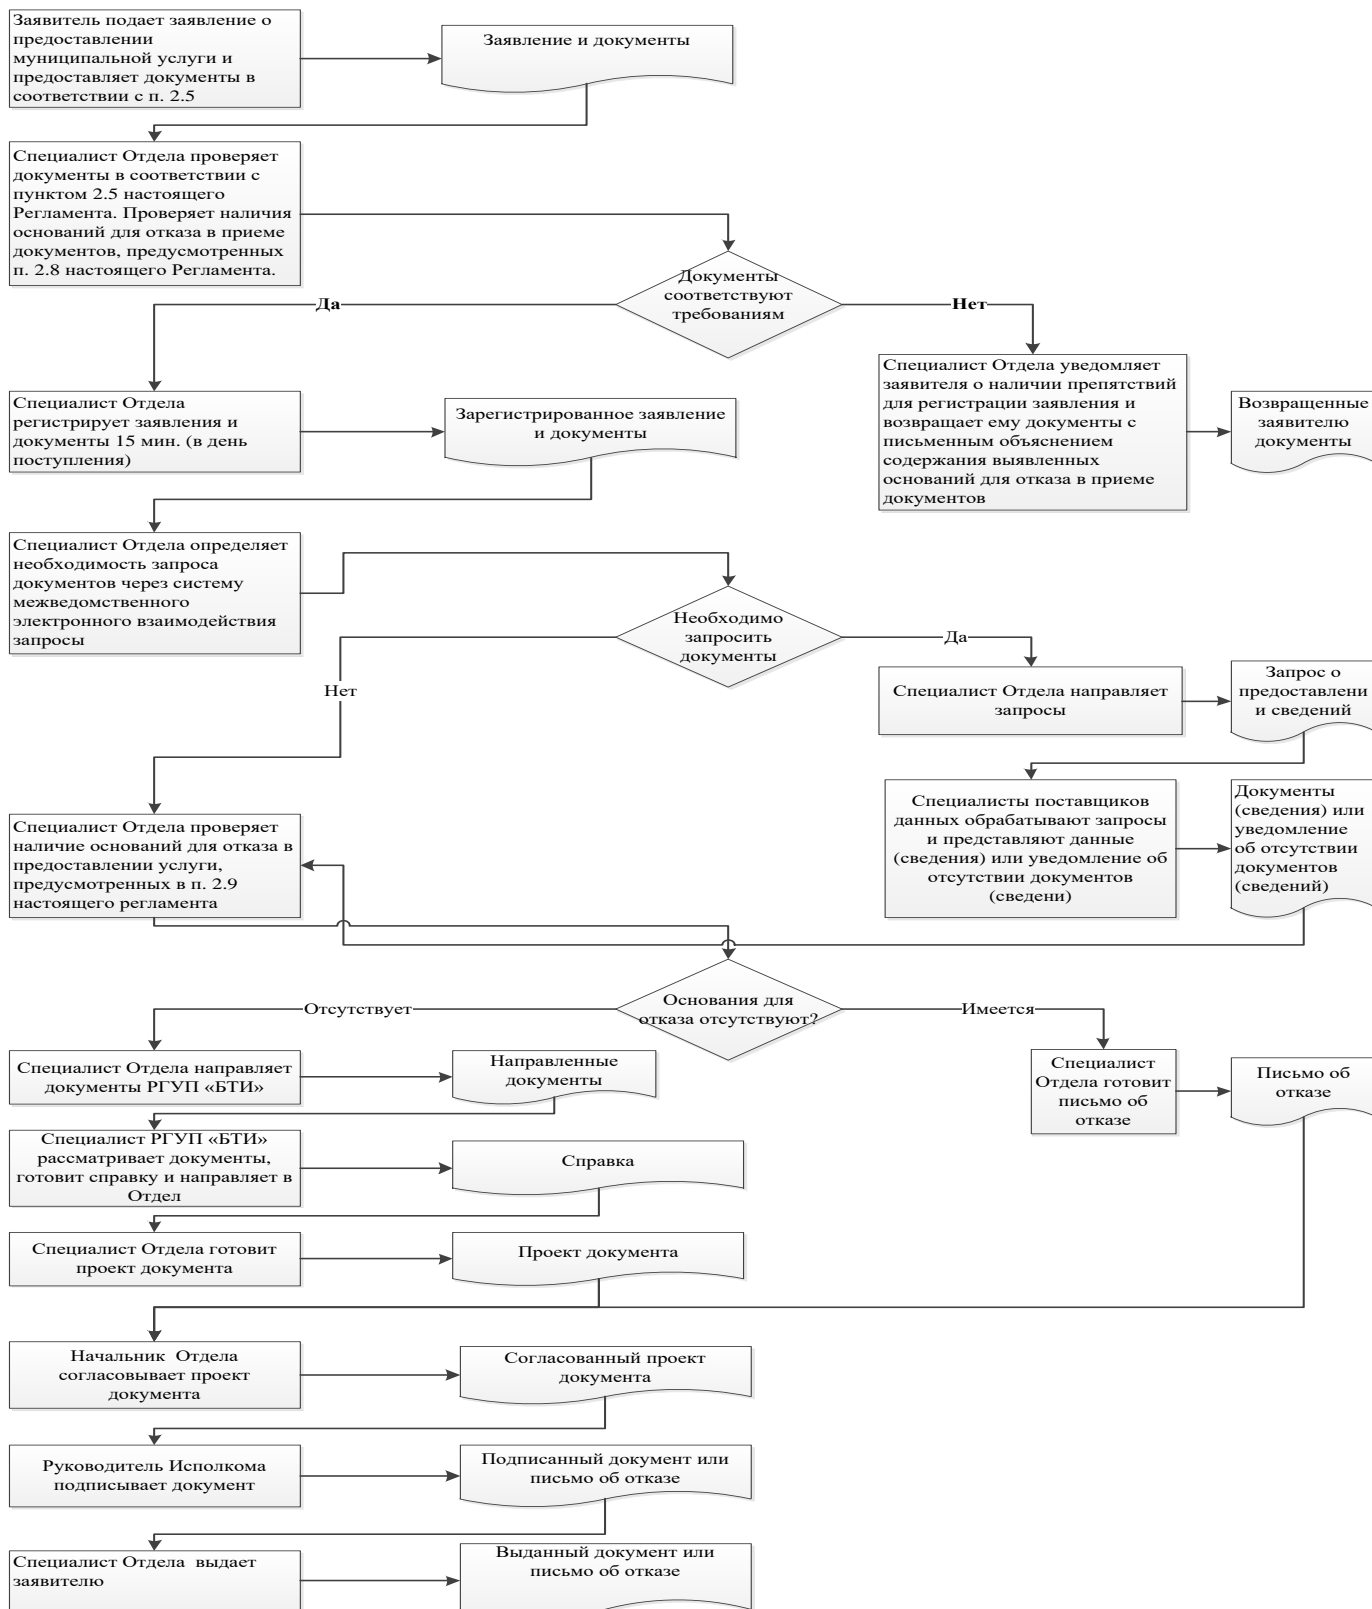 Заявитель подает заявление о
предоставлении
муниципальной услуги и
предоставляет документы в
соответствии с п. 2.5
Заявление и документы
Специалист Отдела проверяет
документы в соответствии с
пунктом 2.5 настоящего
Регламента. Проверяет наличия
оснований для отказа в приеме
документов, предусмотренных
п. 2.8 настоящего Регламента.
Документы
соответствуют
требованиям
Да
Нет
Специалист Отдела
регистрирует заявления и
документы 15 мин. (в день
поступления)
Зарегистрированное заявление
и документы
Специалист Отдела уведомляет
заявителя о наличии препятствий
для регистрации заявления и
возвращает ему документы с
письменным объяснением
содержания выявленных
оснований для отказа в приеме
документов
Возвращенные
заявителю
документы
Специалист Отдела определяет
необходимость запроса
документов через систему
межведомственного
электронного взаимодействия
запросы
Необходимо
запросить
документы
Да
Нет
Специалист Отдела направляет
запросы
Запрос о
предоставлени
и сведений
Специалисты поставщиков
данных обрабатывают запросы
и представляют данные
(сведения) или уведомление об
отсутствии документов
(сведени)
Документы
(сведения) или
уведомление
об отсутствии
документов
(сведений)
Специалист Отдела проверяет
наличие оснований для отказа в
предоставлении услуги,
предусмотренных в п. 2.9
настоящего регламента
Основания для
отказа отсутствуют?
Отсутствует
Имеется
Специалист Отдела направляет
документы РГУП «БТИ»
Направленные
документы
Специалист
Отдела готовит
письмо об
отказе
Письмо об
отказе
Специалист РГУП «БТИ»
рассматривает документы,
готовит справку и направляет в
Отдел
Справка
Специалист Отдела готовит
проект документа
Проект документа
Начальник  Отдела
согласовывает проект
документа
Согласованный проект
документа
Руководитель Исполкома
подписывает документ
Подписанный документ или
письмо об отказе
Специалист Отдела  выдает
заявителю
Выданный документ или
письмо об отказе